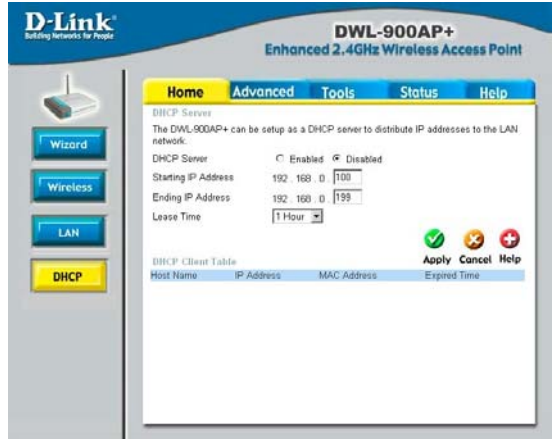 D-Link
Building Networks for People
DWL-900AP+
Enhanced 2.4GHz Wireless Access Point
Home Advanced Tools Status Help
Wizard
Wireless
LAN
DHCP
DHCP Server
The DWL-900AP+ can be setup as a DHCP server to distribute IP addresses to the LAN
network.
DHCP Server Enabled Disabled
Starting IP Address 192 . 168 . 0 . 100
Ending IP Address 192 . 168 . 0 . 199
Lease Time 1 Hour
Apply Cancel Help
DHCP Client Table
Host Name IP Address MAC Address Expired Time